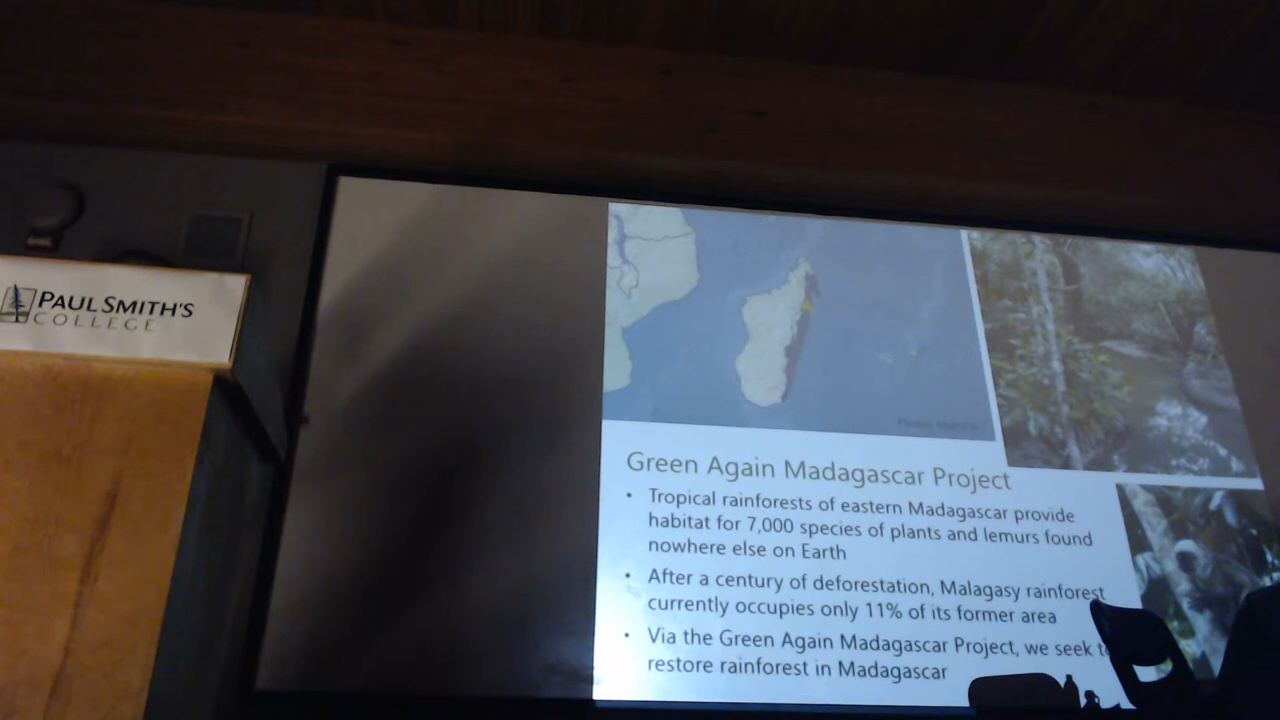 PAUL SMITH'S
COLLEGE
Green Again Madagascar Project
• Tropical rainforests of eastern Madagascar provide
habitat for 7,000 species of plants and lemurs found
nowhere else on Earth
• After a century of deforestation, Malagasy rainforest
currently occupies only 11% of its former area
• Via the Green Again Madagascar Project, we seek to
restore rainforest in Madagascar